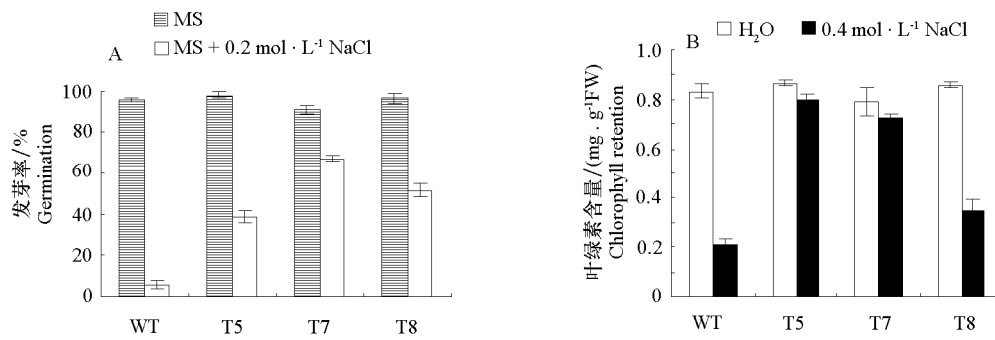 A
MS
MS + 0.2 mol · L⁻¹ NaCl
发芽率/%
Germination
100
80
60
40
20
0
WT T5 T7 T8
B
H₂O
0.4 mol · L⁻¹ NaCl
叶绿素含量/(mg . g⁻¹FW)
Chlorophyll retention
1.0
0.8
0.6
0.4
0.2
0
WT T5 T7 T8